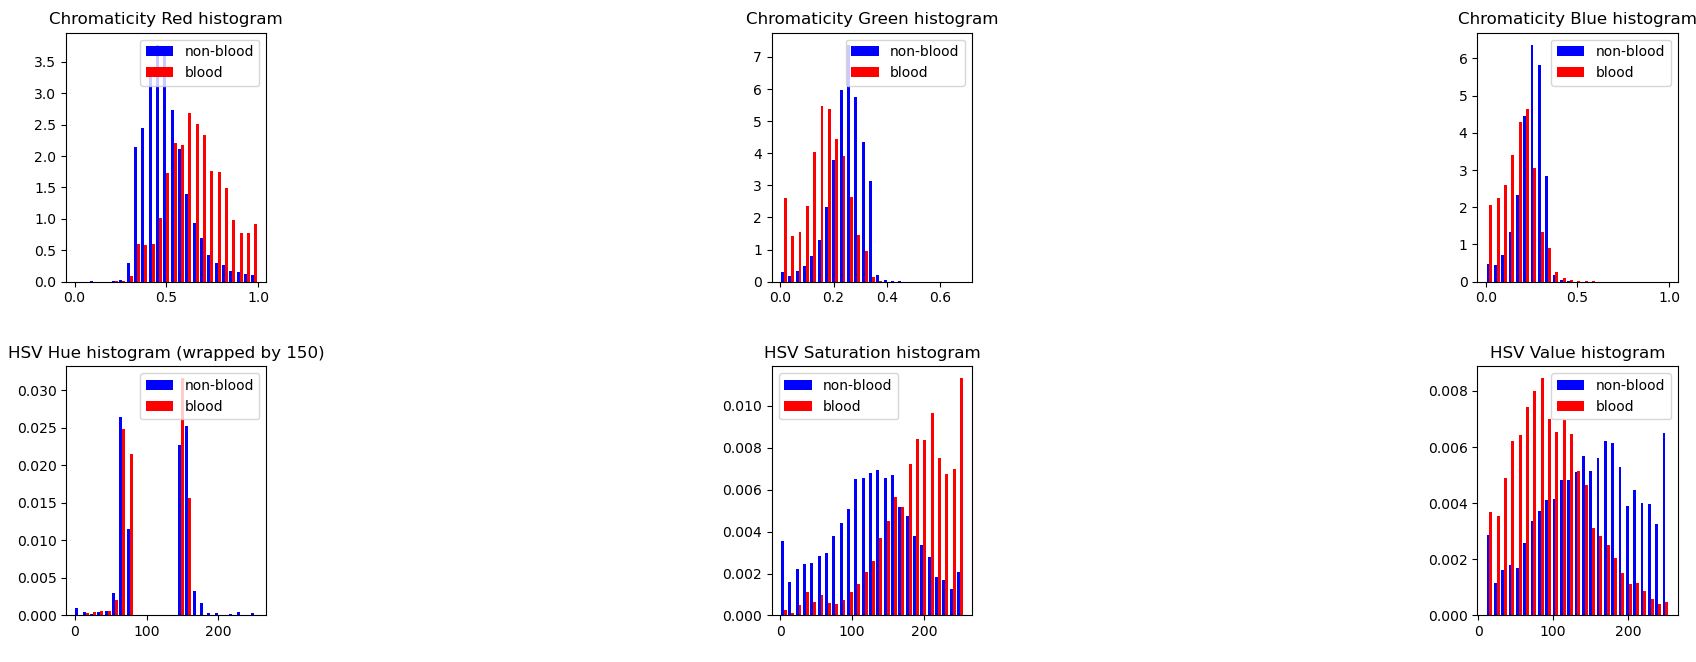 Chromaticity Red histogram
3.5
3.0
2.5
2.0
1.5
1.0
0.5
0.0
non-blood
blood
0.0 0.5 1.0
Chromaticity Green histogram
7
6
5
4
3
2
1
0
non-blood
blood
0.0 0.2 0.4 0.6
Chromaticity Blue histogram
6
5
4
3
2
1
0
non-blood
blood
0.0 0.5 1.0
HSV Hue histogram (wrapped by 150)
0.030
0.025
0.020
0.015
0.010
0.005
0.000
non-blood
blood
0 100 200
HSV Saturation histogram
0.010
0.008
0.006
0.004
0.002
0.000
non-blood
blood
0 100 200
HSV Value histogram
0.008
0.006
0.004
0.002
0.000
non-blood
blood
0 100 200